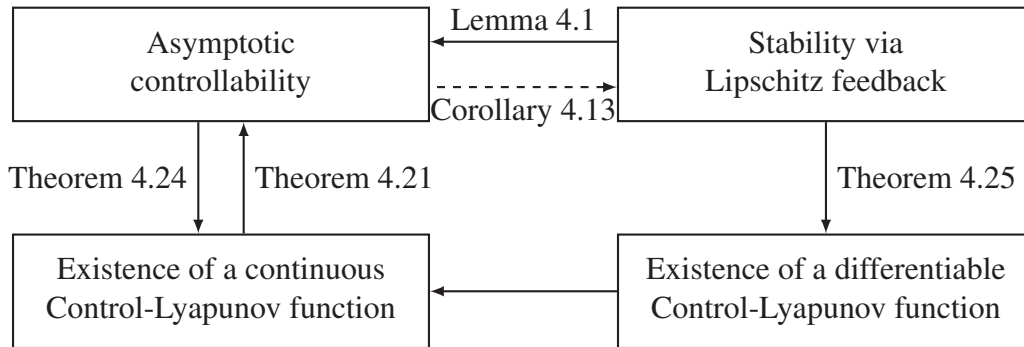 Asymptotic
controllability
Lemma 4.1
Corollary 4.13
Stability via
Lipschitz feedback
Theorem 4.24
Theorem 4.21
Theorem 4.25
Existence of a continuous
Control-Lyapunov function
Existence of a differentiable
Control-Lyapunov function